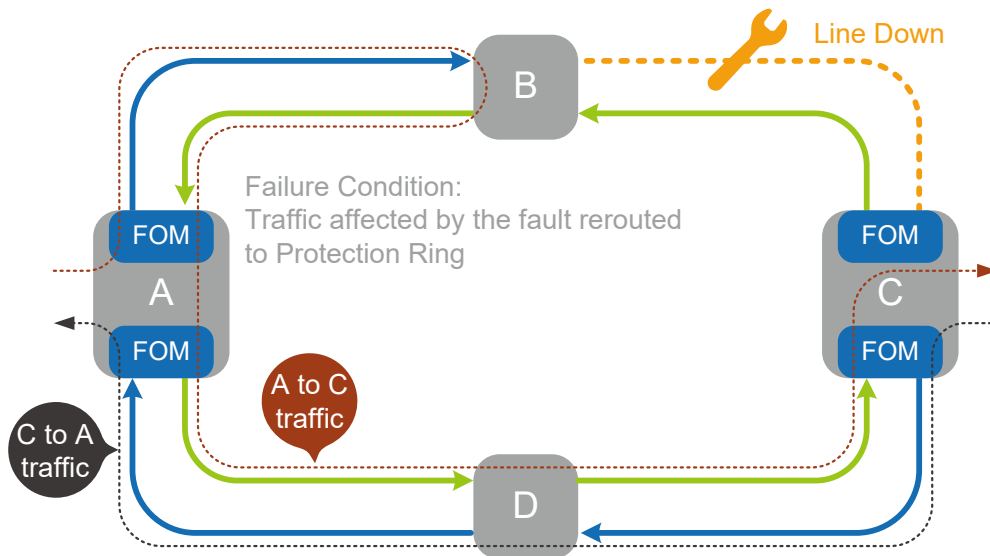 Line Down
B
Failure Condition:
Traffic affected by the fault rerouted
to Protection Ring
FOM
A
FOM
FOM
C
FOM
A to C
traffic
C to A
traffic
D